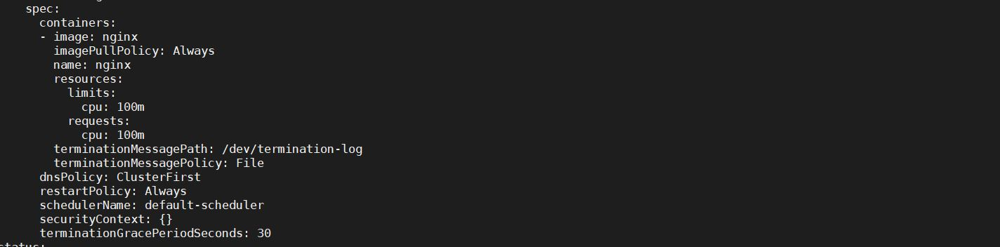 spec:
containers:
- image: nginx
imagePullPolicy: Always
name: nginx
resources:
limits:
cpu: 100m
requests:
cpu: 100m
terminationMessagePath: /dev/termination-log
terminationMessagePolicy: File
dnsPolicy: ClusterFirst
restartPolicy: Always
schedulerName: default-scheduler
securityContext: {}
terminationGracePeriodSeconds: 30
status: